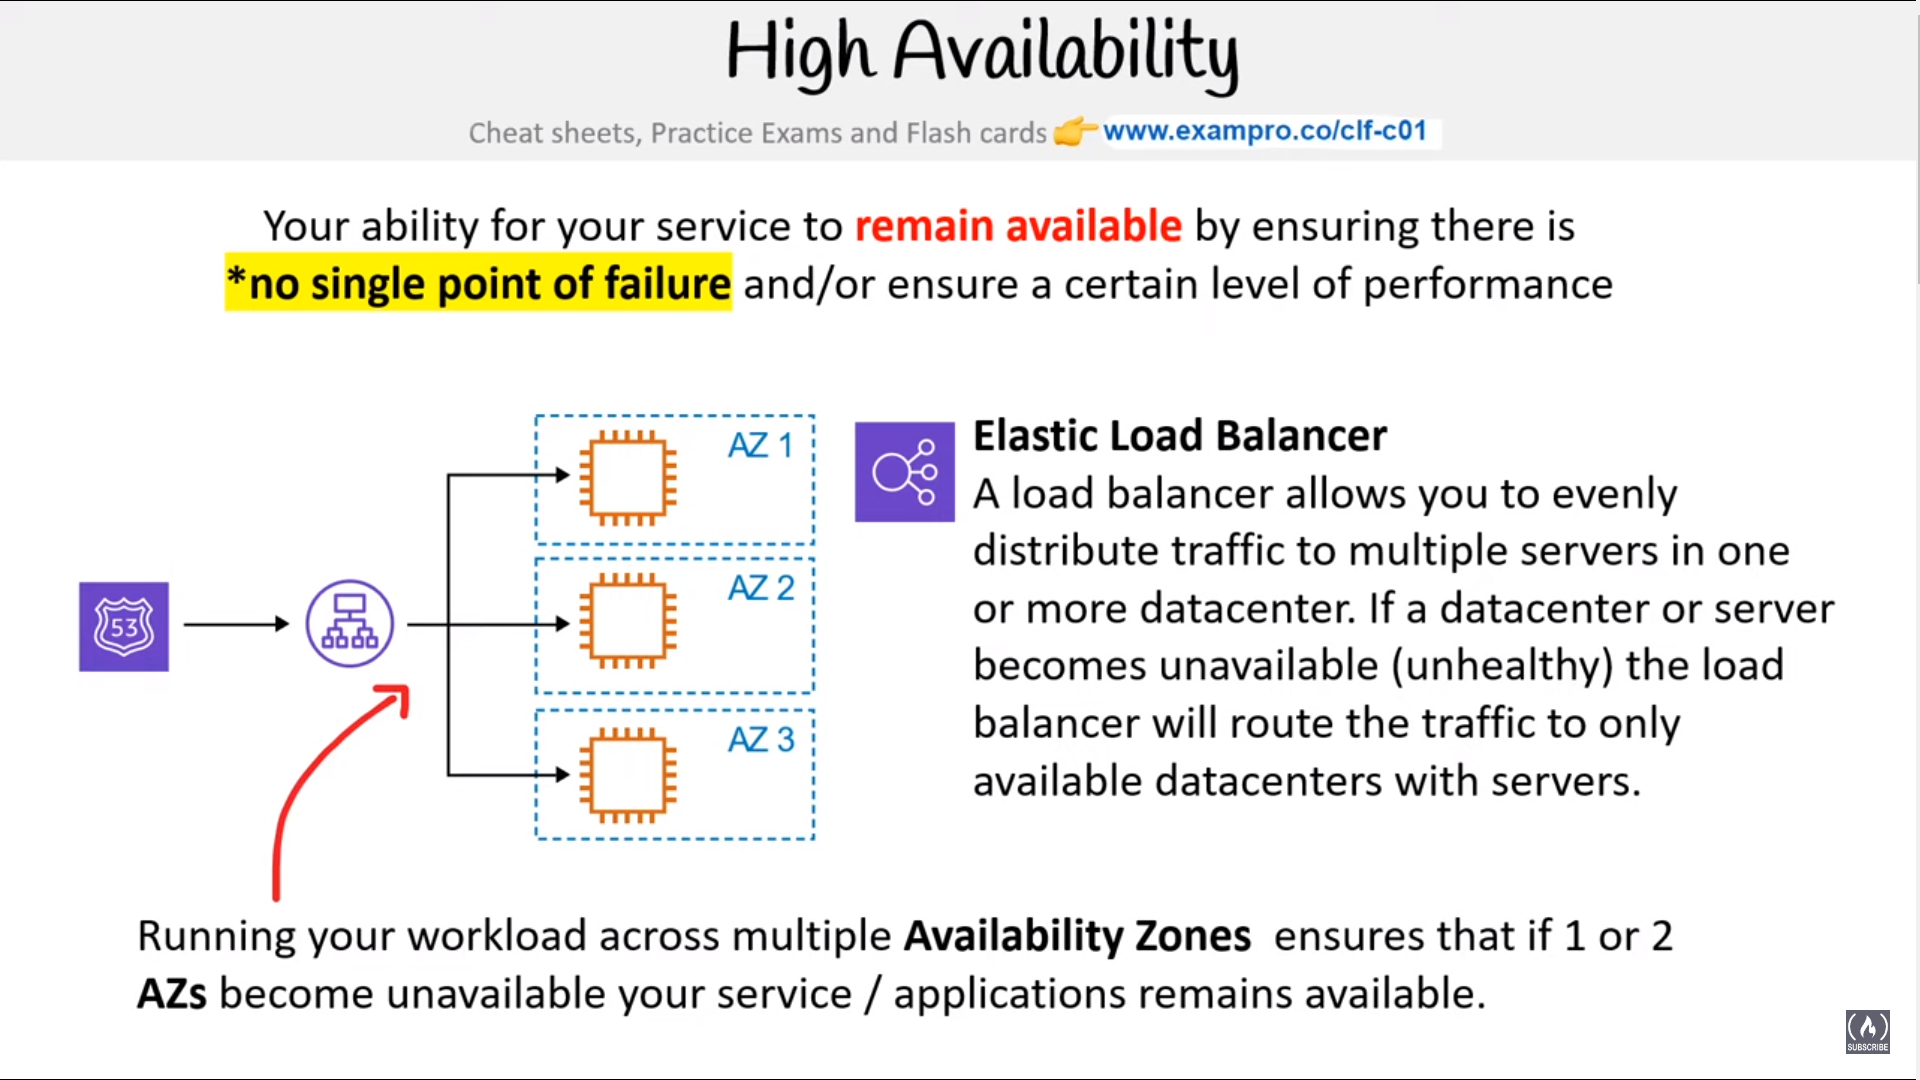 High Availability
Cheat sheets, Practice Exams and Flash cards 👉 www.exampro.co/clf-c01
Your ability for your service to remain available by ensuring there is
*no single point of failure and/or ensure a certain level of performance
53
AZ 1
AZ 2
AZ 3
Elastic Load Balancer
A load balancer allows you to evenly
distribute traffic to multiple servers in one
or more datacenter. If a datacenter or server
becomes unavailable (unhealthy) the load
balancer will route the traffic to only
available datacenters with servers.
Running your workload across multiple Availability Zones ensures that if 1 or 2
AZs become unavailable your service / applications remains available.
SUBSCRIBE